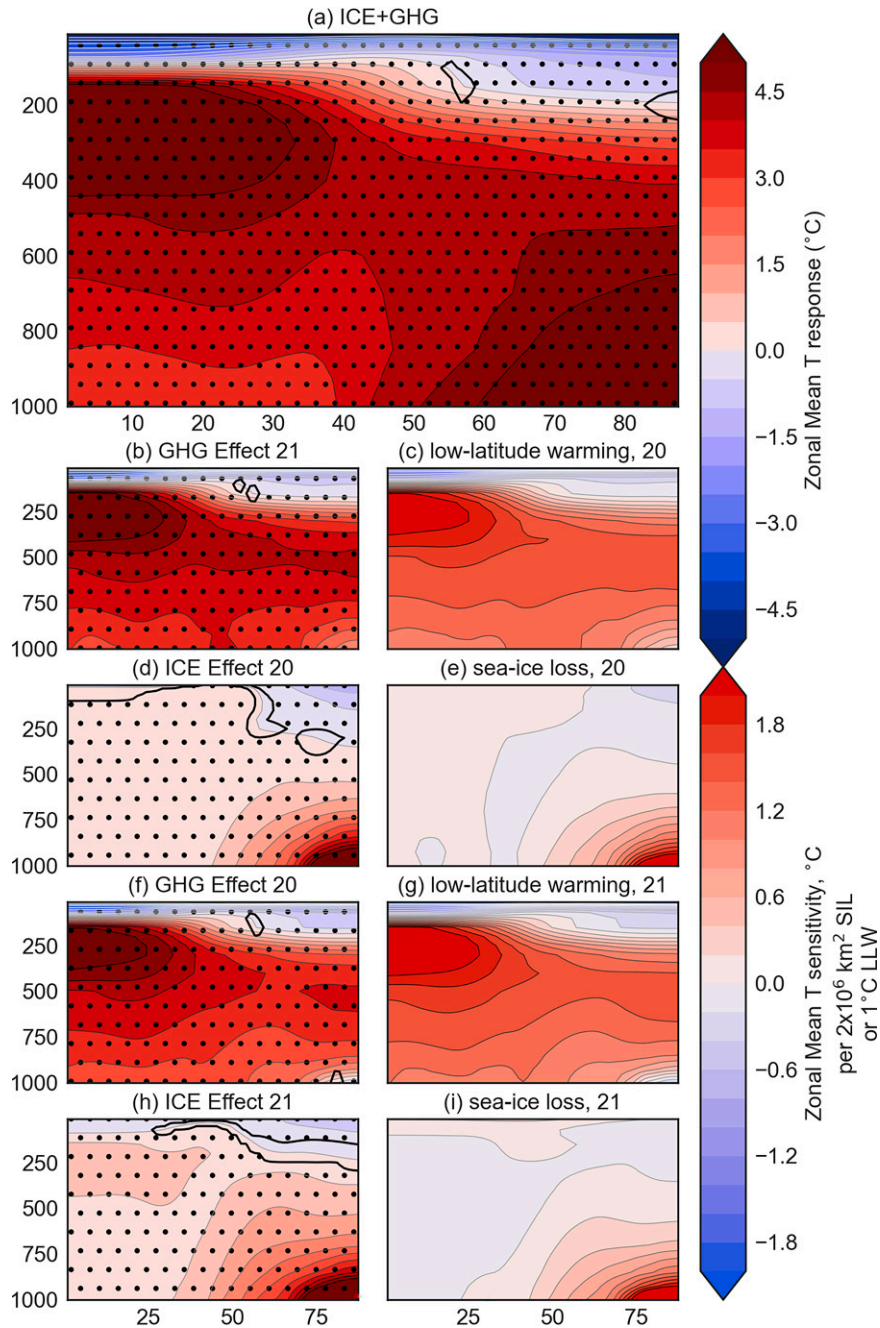 (a) ICE+GHG
200
400
600
800
1000
10 20 30 40 50 60 70 80
4.5
3.0
1.5
0.0
−1.5
−3.0
−4.5
Zonal Mean T response (°C)
(b) GHG Effect 21
(c) low-latitude warming, 20
250
500
750
1000
(d) ICE Effect 20
(e) sea-ice loss, 20
250
500
750
1000
(f) GHG Effect 20
(g) low-latitude warming, 21
250
500
750
1000
(h) ICE Effect 21
(i) sea-ice loss, 21
250
500
750
1000
25 50 75
25 50 75
1.8
1.2
0.6
0.0
−0.6
−1.2
−1.8
Zonal Mean T sensitivity, °C
per 2x10⁶ km² SIL
or 1°C LLW